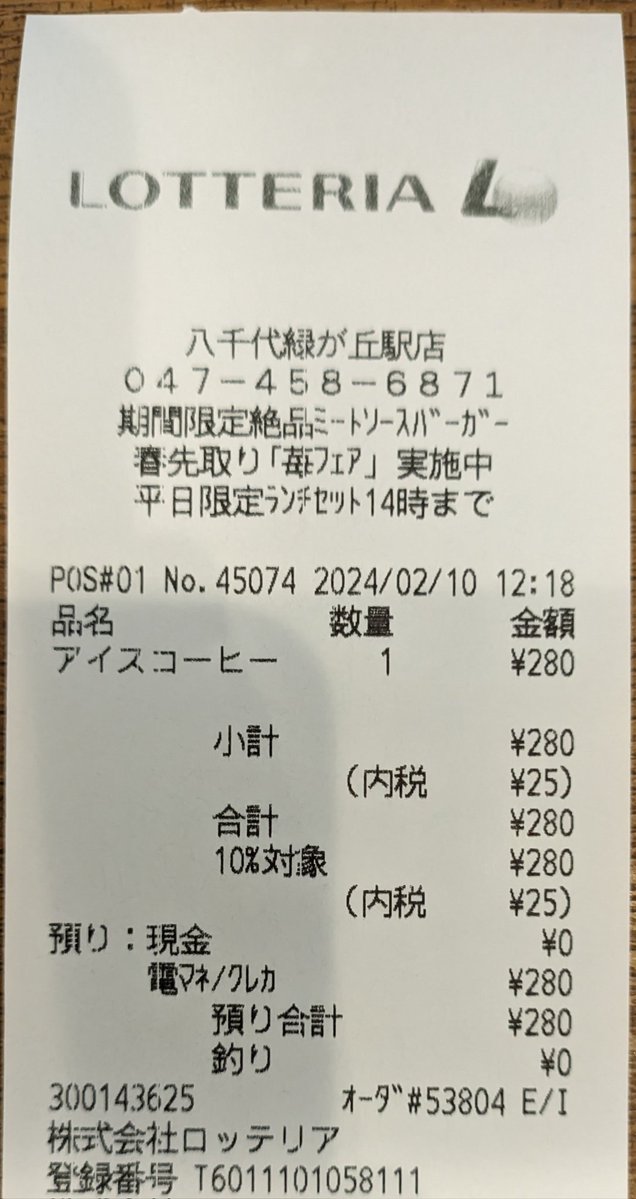 LOTTERIA L
八千代緑が丘駅店
047-458-6871
期間限定絶品ミートソースバーガー
春先取り「苺フェア」実施中
平日限定ランチセット14時まで
POS#01 No.45074 2024/02/10 12:18
品名 数量 金額
アイスコーヒー 1 ¥280
小計 ¥280
(内税 ¥25)
合計 ¥280
10%対象 ¥280
(内税 ¥25)
預り:現金 ¥0
電マネ/クレカ ¥280
預り合計 ¥280
釣り ¥0
300143625 オーダ#53804 E/I
株式会社ロッテリア
登録番号 T6011101058111